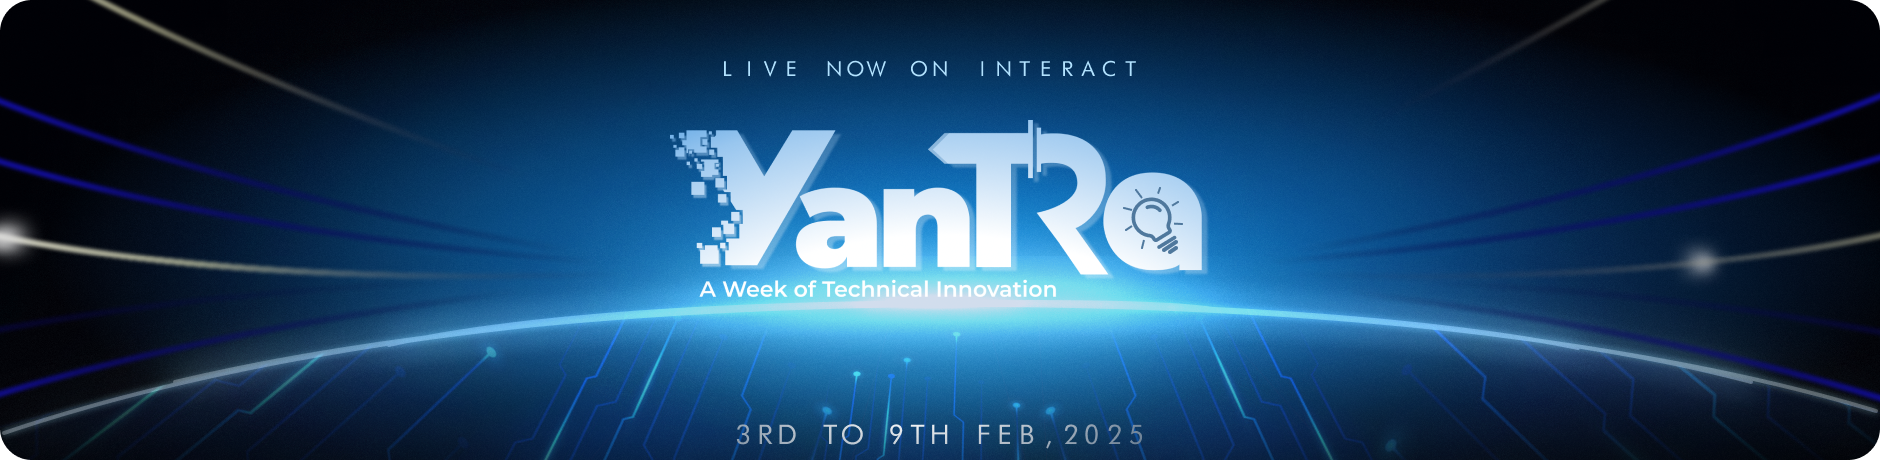 LIVE NOW ON INTERACT
YanTRa
A Week of Technical Innovation
3RD TO 9TH FEB,2025